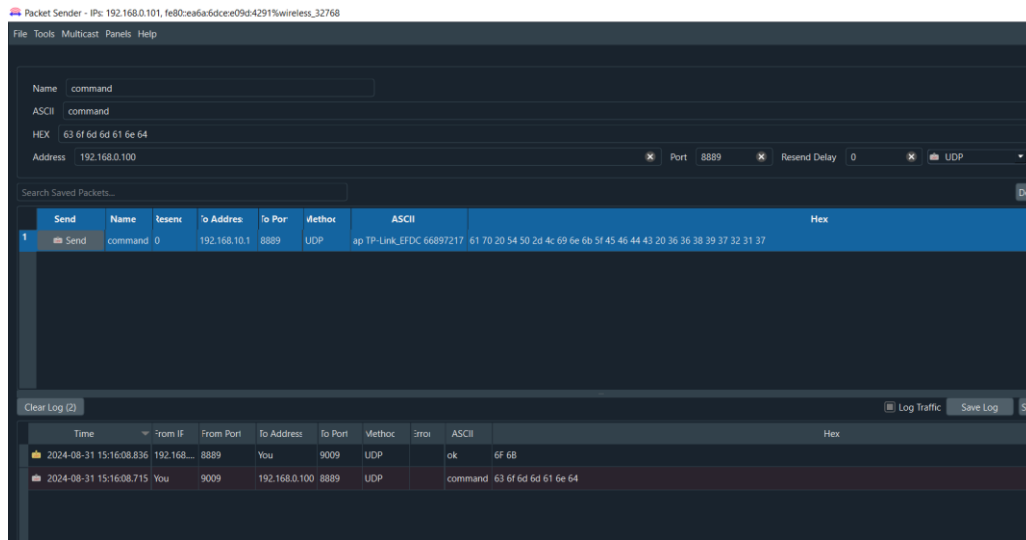 Packet Sender - IPs: 192.168.0.101, fe80::ea6a:6dce:e09d:4291%wireless_32768
File Tools Multicast Panels Help
Name command
ASCII command
HEX 63 6f 6d 6d 61 6e 64
Address 192.168.0.100 Port 8889 Resend Delay 0 UDP
Search Saved Packets...
Send Name Resend To Address To Port Method ASCII Hex
1 Send command 0 192.168.10.1 8889 UDP ap TP-Link_EFDC 66897217 61 70 20 54 50 2d 4c 69 6e 6b 5f 45 46 44 43 20 36 36 38 39 37 32 31 37
Clear Log (2) Log Traffic Save Log
Time From IP From Port To Address To Port Method Error ASCII Hex
2024-08-31 15:16:08.836 192.168.... 8889 You 9009 UDP ok 6F 6B
2024-08-31 15:16:08.715 You 9009 192.168.0.100 8889 UDP command 63 6f 6d 6d 61 6e 64